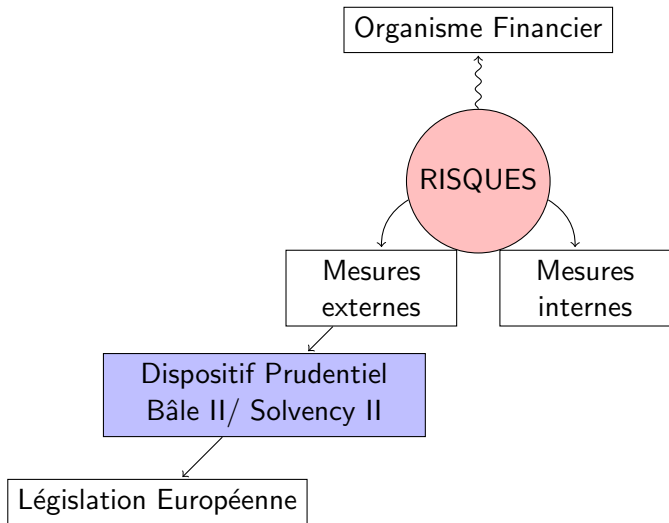 Organisme Financier
RISQUES
Mesures
externes
Mesures
internes
Dispositif Prudentiel
Bâle II/ Solvency II
Législation Européenne